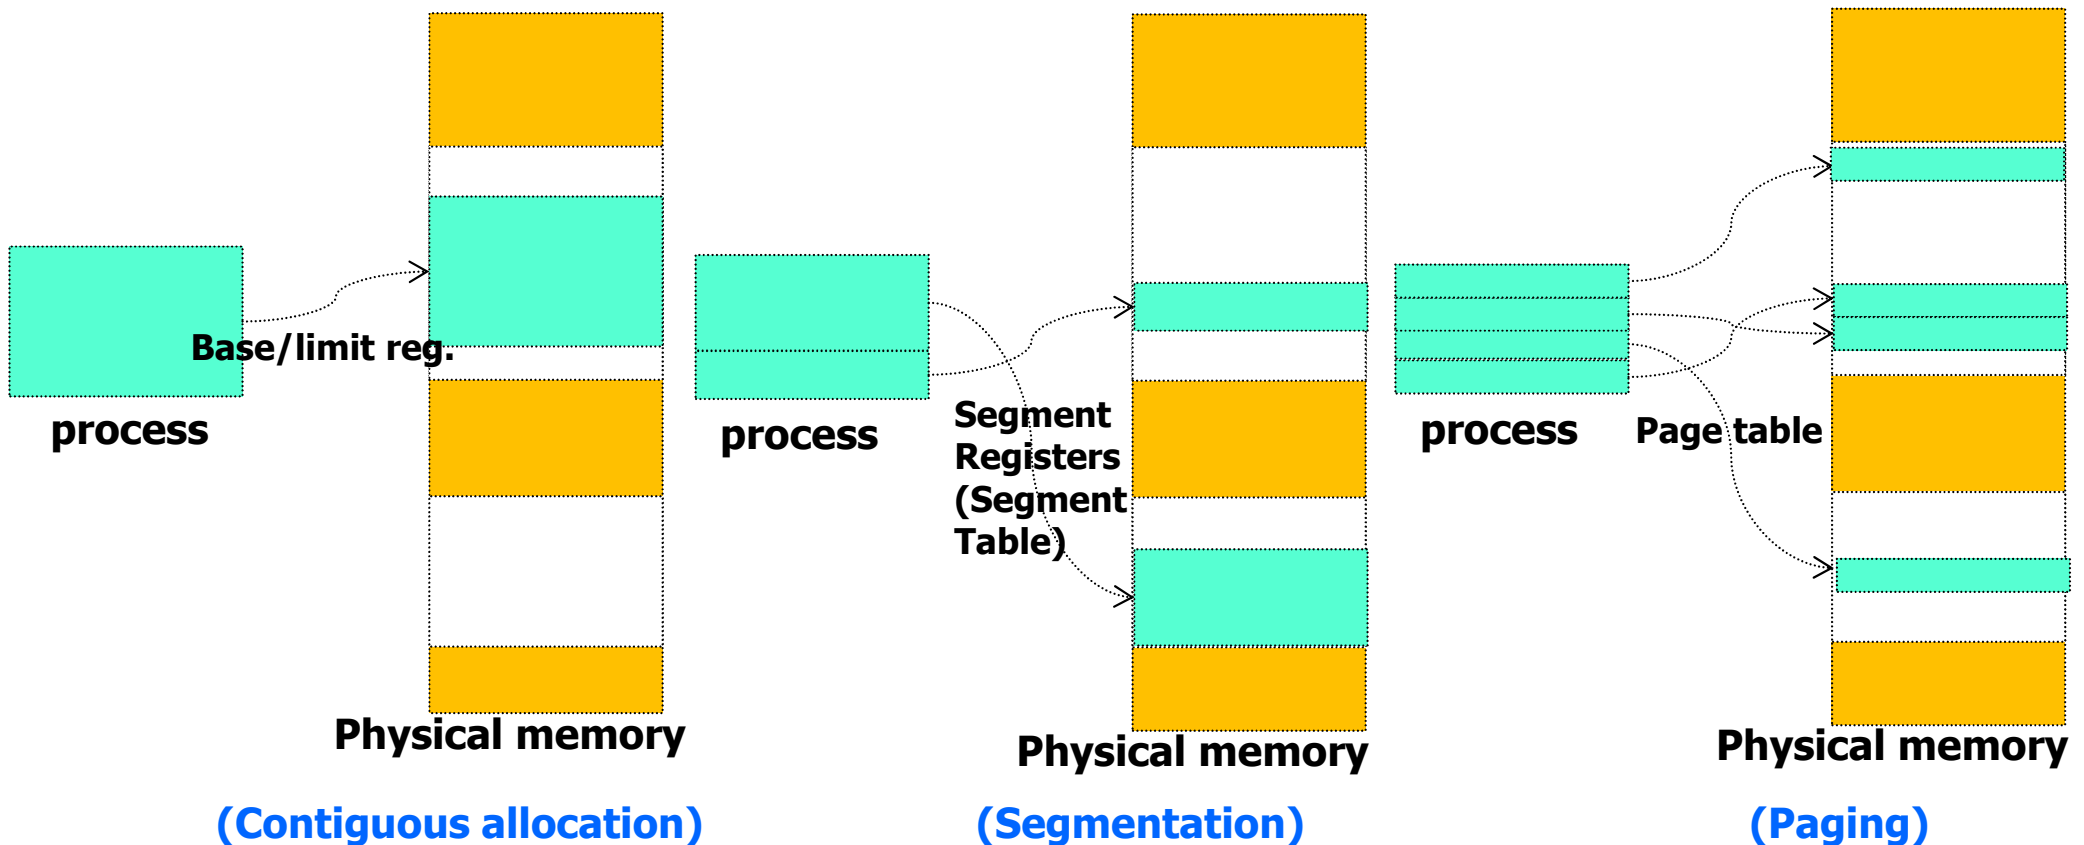 Base/limit reg.
process
Physical memory
(Contiguous allocation)
process
Segment
Registers
(Segment
Table)
Physical memory
(Segmentation)
process
Page table
Physical memory
(Paging)